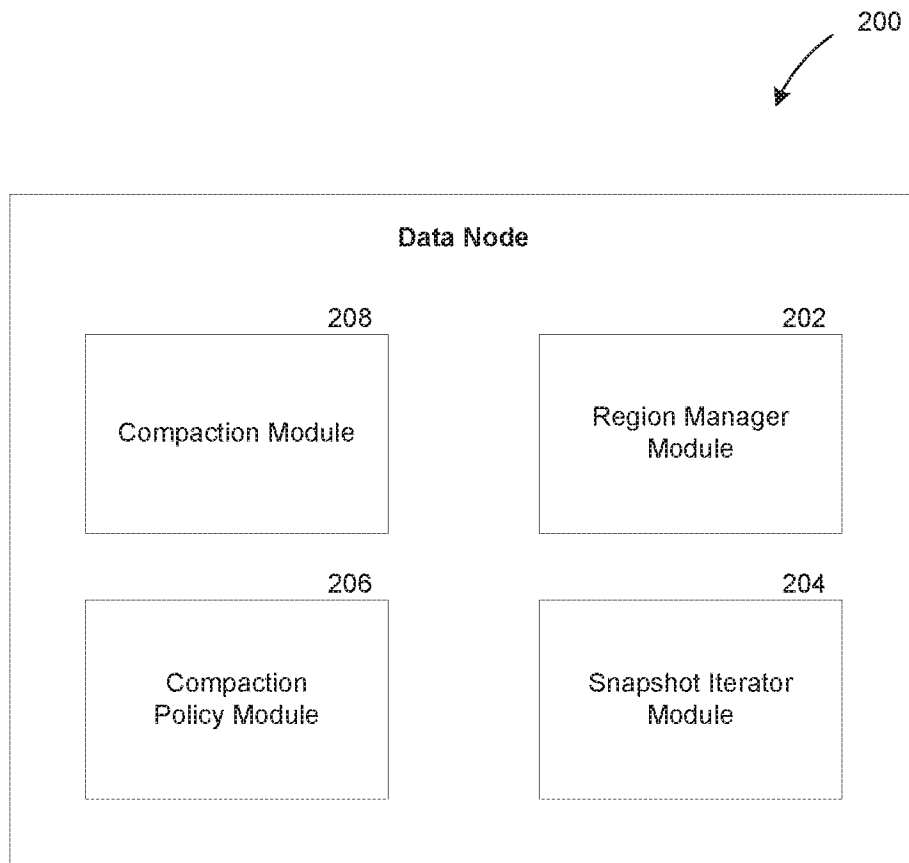 200
Data Node
208
Compaction Module
202
Region Manager
Module
206
Compaction
Policy Module
204
Snapshot Iterator
Module